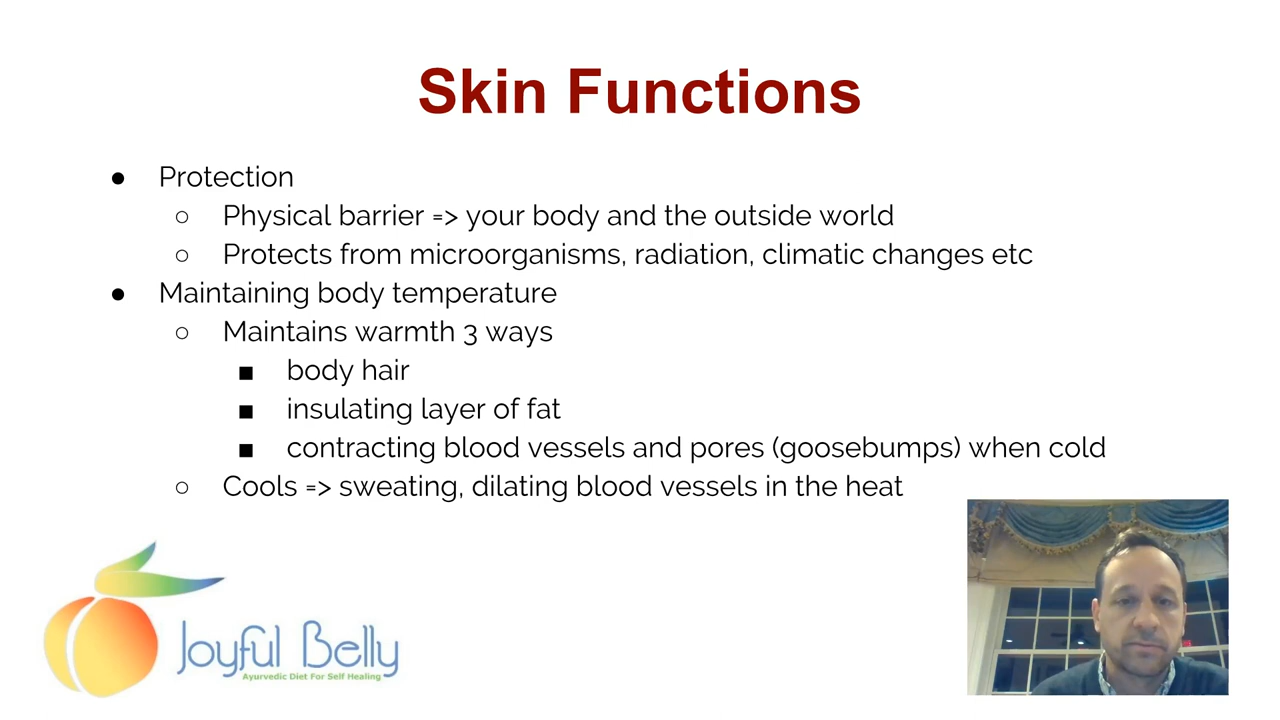 Skin Functions
● Protection
○ Physical barrier => your body and the outside world
○ Protects from microorganisms, radiation, climatic changes etc
● Maintaining body temperature
○ Maintains warmth 3 ways
■ body hair
■ insulating layer of fat
■ contracting blood vessels and pores (goosebumps) when cold
○ Cools => sweating, dilating blood vessels in the heat
Joyful Belly
Ayurvedic Diet For Self Healing